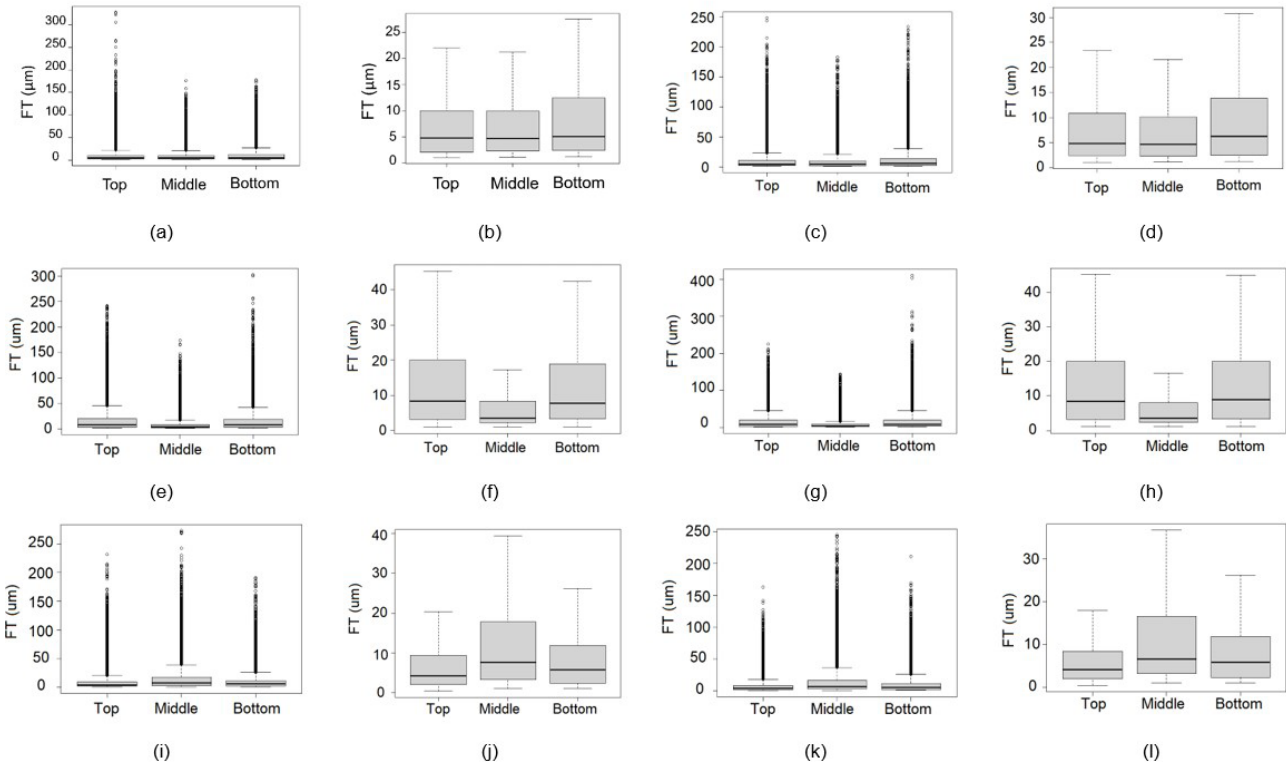 FT (µm)
300
250
200
150
100
50
0
Top Middle Bottom
(a)
FT (µm)
25
20
15
10
5
0
Top Middle Bottom
(b)
FT (um)
250
200
150
100
50
0
Top Middle Bottom
(c)
FT (um)
30
25
20
15
10
5
0
Top Middle Bottom
(d)
FT (um)
300
250
200
150
100
50
0
Top Middle Bottom
(e)
FT (um)
40
30
20
10
0
Top Middle Bottom
(f)
FT (um)
400
300
200
100
0
Top Middle Bottom
(g)
FT (um)
40
30
20
10
0
Top Middle Bottom
(h)
FT (um)
250
200
150
100
50
0
Top Middle Bottom
(i)
FT (um)
40
30
20
10
0
Top Middle Bottom
(j)
FT (um)
250
200
150
100
50
0
Top Middle Bottom
(k)
FT (um)
30
20
10
0
Top Middle Bottom
(l)